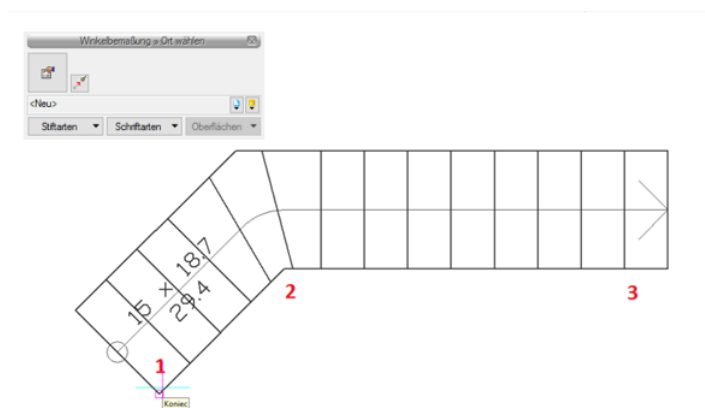 Winkelbemaßung » Ort wählen
<Neu>
Stiftarten Schriftarten Oberflächen
15 x 18.7
29.4
2
3
1
Koniec